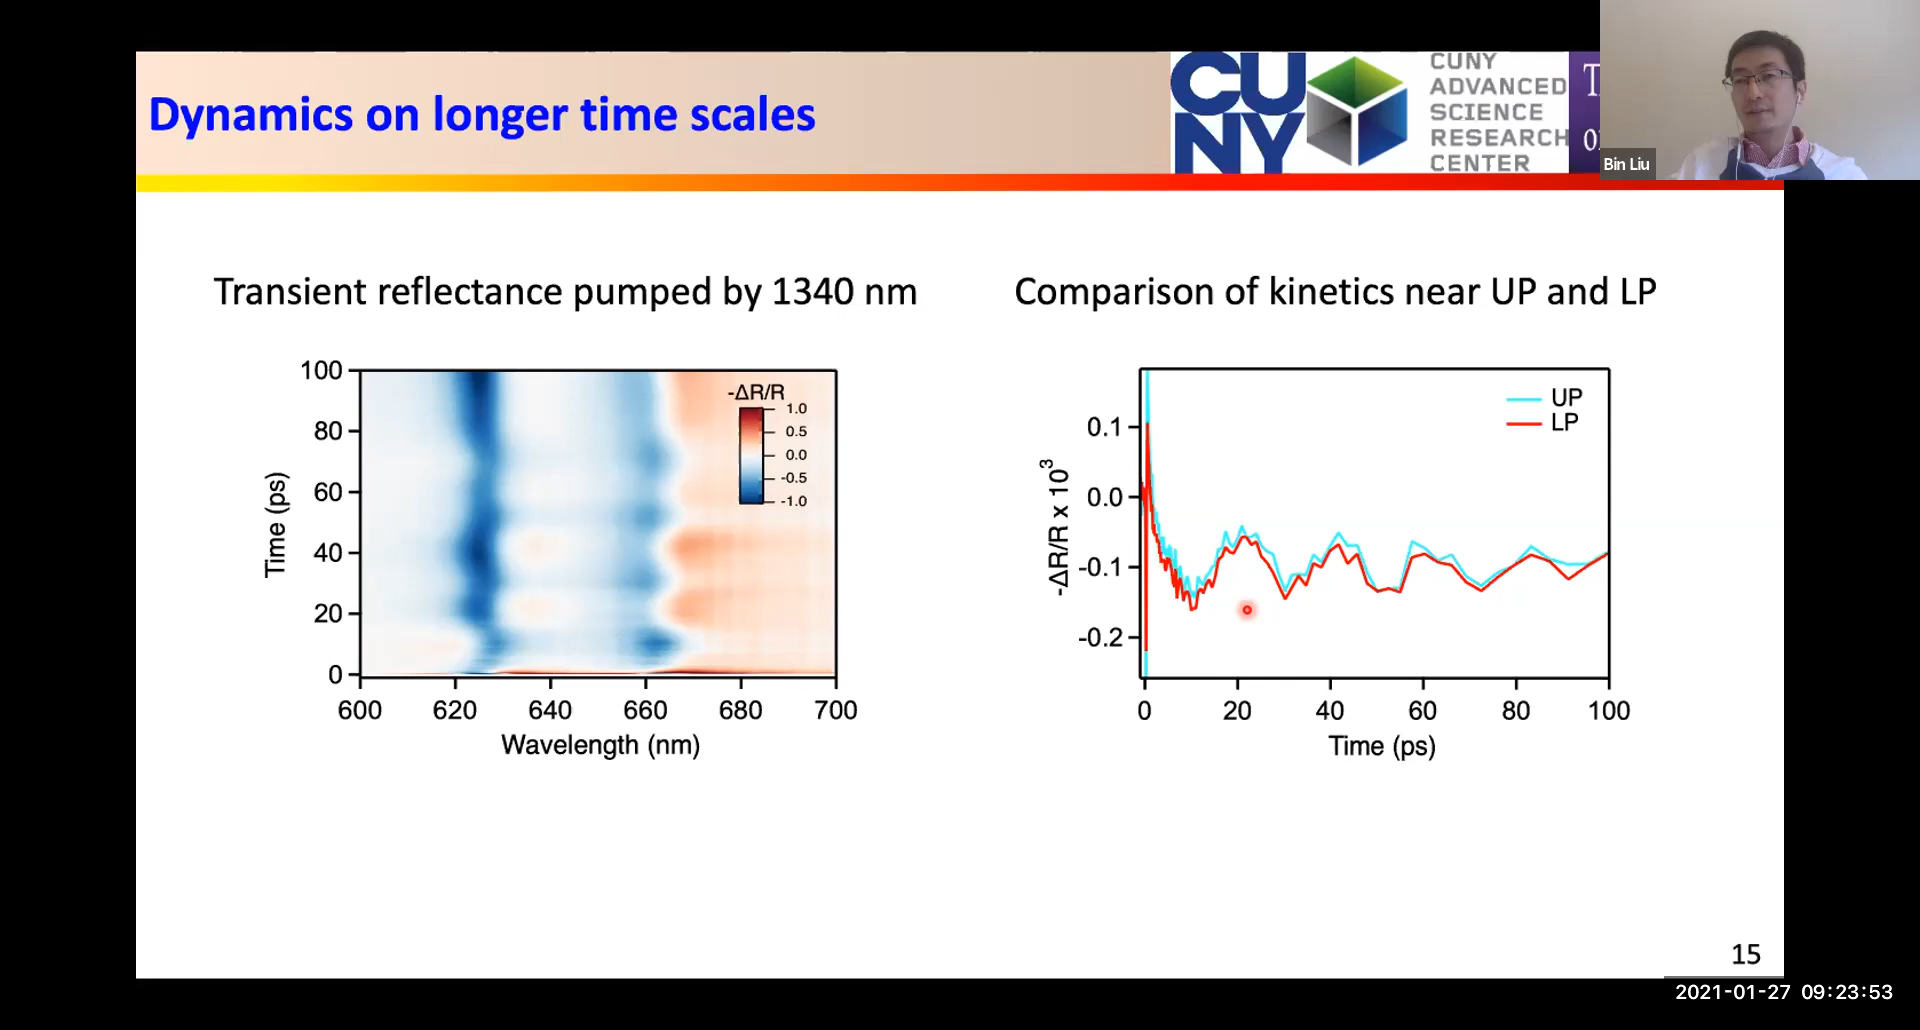 Dynamics on longer time scales
CU
NY
CUNY
ADVANCED
SCIENCE
RESEARCH
CENTER
Bin Liu
Transient reflectance pumped by 1340 nm
Comparison of kinetics near UP and LP
100
80
60
40
20
0
Time (ps)
-ΔR/R
1.0
0.5
0.0
-0.5
-1.0
600 620 640 660 680 700
Wavelength (nm)
0.1
0.0
-0.1
-0.2
-ΔR/R x 10³
UP
LP
0 20 40 60 80 100
Time (ps)
15
2021-01-27 09:23:53